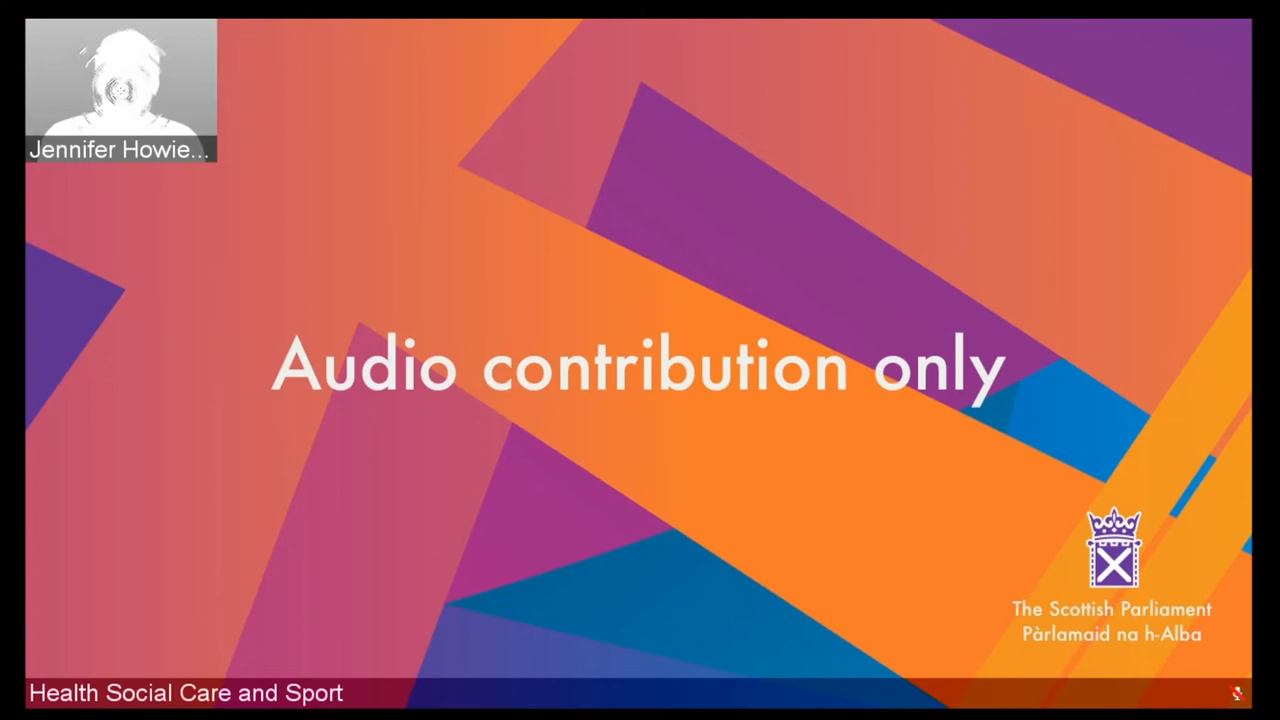 Jennifer Howie...
Audio contribution only
The Scottish Parliament
Pàrlamaid na h-Alba
Health Social Care and Sport